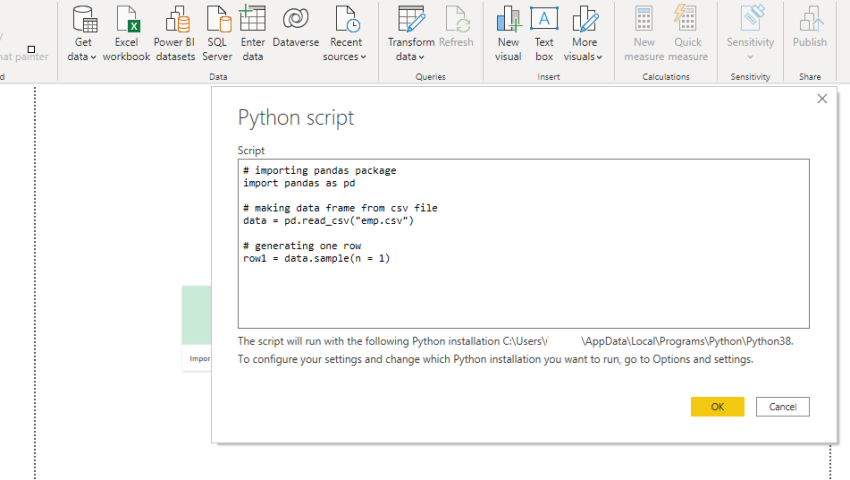 Get data
Excel workbook
Power BI datasets
SQL Server
Enter data
Dataverse
Recent sources
Transform data
Refresh
New visual
Text box
More visuals
New measure
Quick measure
Sensitivity
Publish
nat painter
Data
Queries
Insert
Calculations
Sensitivity
Share
Python script
Script
# importing pandas package
import pandas as pd
# making data frame from csv file
data = pd.read_csv("emp.csv")
# generating one row
row1 = data.sample(n = 1)
The script will run with the following Python installation C:\Users\ \AppData\Local\Programs\Python\Python38.
To configure your settings and change which Python installation you want to run, go to Options and settings.
Impor
OK
Cancel